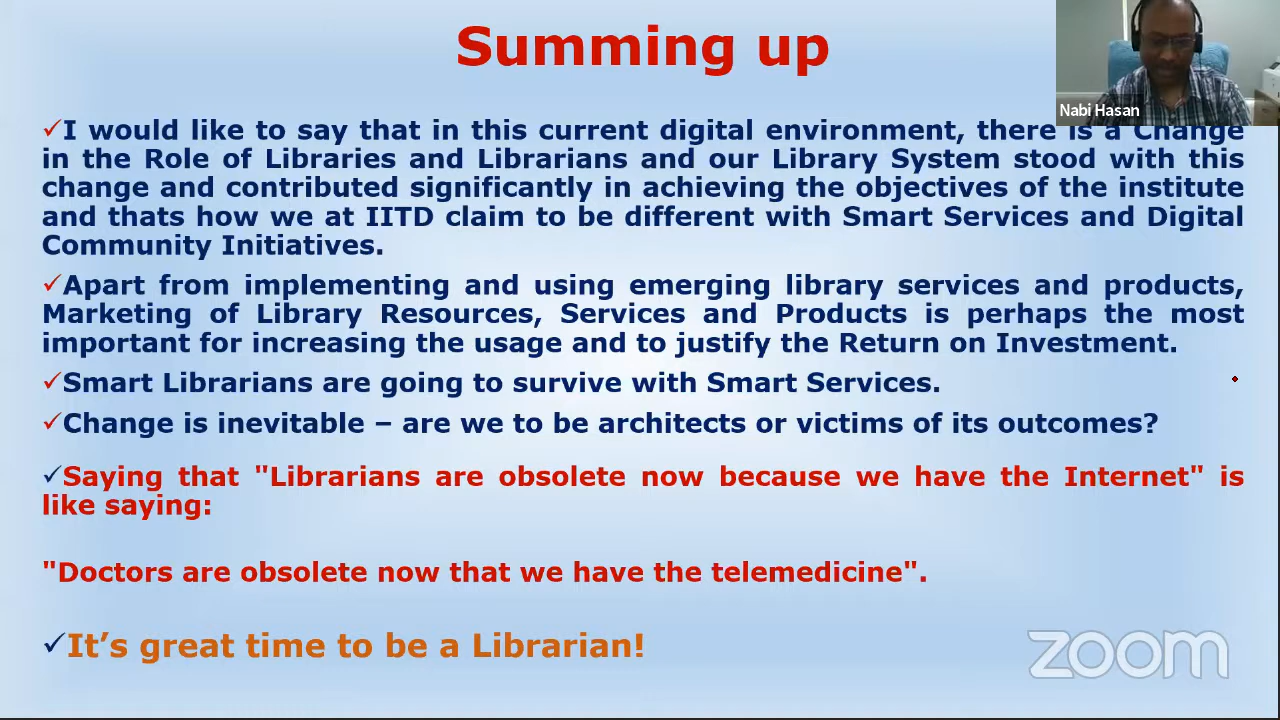 Summing up
Nabi Hasan
✓I would like to say that in this current digital environment, there is a Change
in the Role of Libraries and Librarians and our Library System stood with this
change and contributed significantly in achieving the objectives of the institute
and thats how we at IITD claim to be different with Smart Services and Digital
Community Initiatives.
✓Apart from implementing and using emerging library services and products,
Marketing of Library Resources, Services and Products is perhaps the most
important for increasing the usage and to justify the Return on Investment.
✓Smart Librarians are going to survive with Smart Services.
✓Change is inevitable – are we to be architects or victims of its outcomes?
✓Saying that "Librarians are obsolete now because we have the Internet" is
like saying:
"Doctors are obsolete now that we have the telemedicine".
✓It’s great time to be a Librarian!
zoom